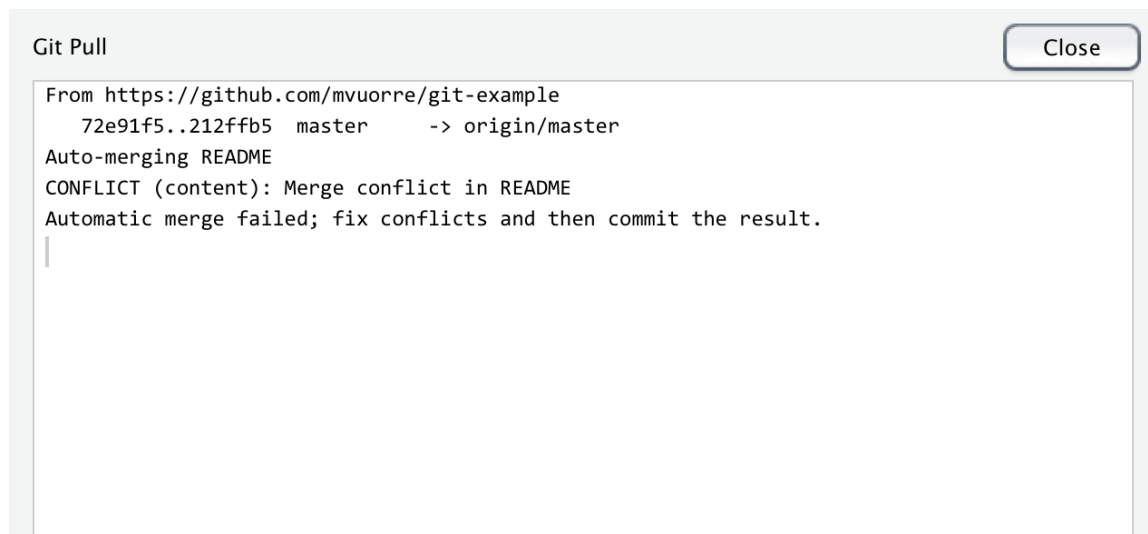 Git Pull
Close
From https://github.com/mvuorre/git-example
   72e91f5..212ffb5  master     -> origin/master
Auto-merging README
CONFLICT (content): Merge conflict in README
Automatic merge failed; fix conflicts and then commit the result.